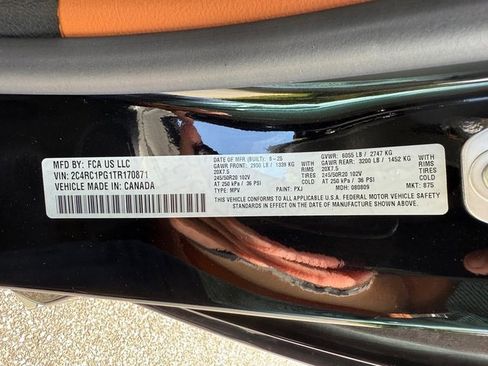 MFD BY: FCA US LLC
VIN: 2C4RC1PG1TR170871
VEHICLE MADE IN: CANADA
DATE OF MFR (BUILT): 8-25 GVWR: 6055 LB / 2747 KG
GAWR FRONT: 2950 LB / 1338 KG WITH GAWR REAR: 3200 LB / 1452 KG WITH
20X7.5 RIMS 20X7.5 RIMS
245/50R20 102V TIRES 245/50R20 102V TIRES
AT 250 kPa / 36 PSI COLD AT 250 kPa / 36 PSI COLD
TYPE: MPV PAINT: PXJ MDH: 080809 MKT: 875
THIS VEHICLE CONFORMS TO ALL APPLICABLE U.S.A. FEDERAL MOTOR VEHICLE SAFETY
STANDARDS IN EFFECT ON THE DATE OF MANUFACTURE SHOWN ABOVE.